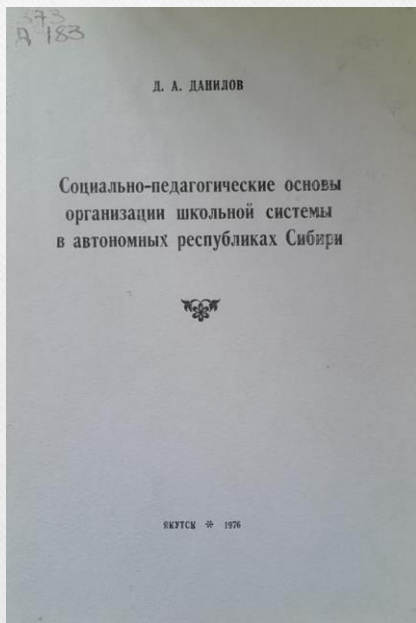 373
Д 183
Д. А. ДАНИЛОВ
Социально-педагогические основы
организации школьной системы
в автономных республиках Сибири
ЯКУТСК * 1976